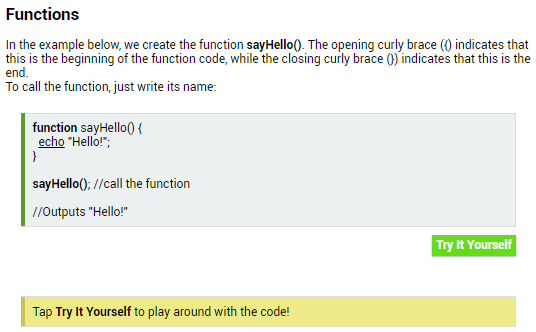 Functions
In the example below, we create the function sayHello(). The opening curly brace ({) indicates that
this is the beginning of the function code, while the closing curly brace (}) indicates that this is the
end.
To call the function, just write its name:
function sayHello() {
  echo "Hello!";
}
sayHello(); //call the function
//Outputs "Hello!"
Try It Yourself
Tap Try It Yourself to play around with the code!